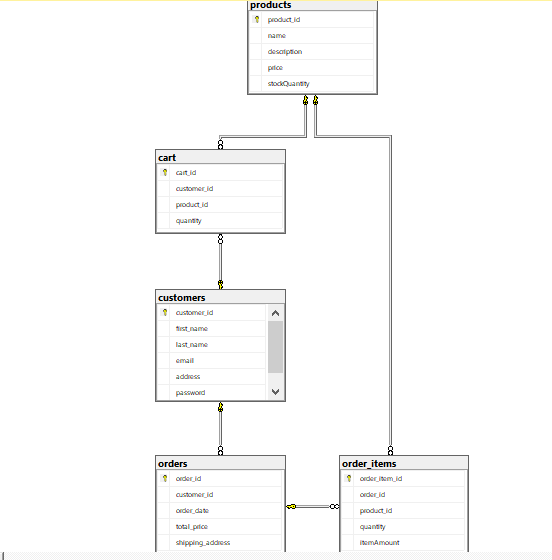 products
product_id
name
description
price
stockQuantity
cart
cart_id
customer_id
product_id
quantity
customers
customer_id
first_name
last_name
email
address
password
orders
order_id
customer_id
order_date
total_price
shipping_address
order_items
order_item_id
order_id
product_id
quantity
itemAmount